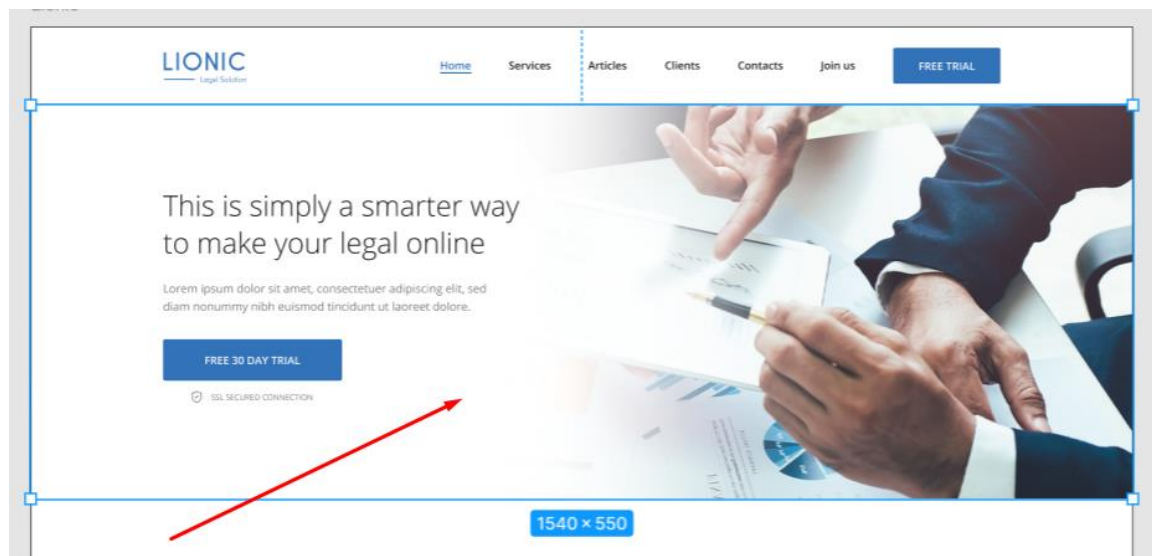 LIONIC
Legal Solution
Home Services Articles Clients Contacts Join us FREE TRIAL
This is simply a smarter way
to make your legal online
Lorem ipsum dolor sit amet, consectetuer adipiscing elit, sed
diam nonummy nibh euismod tincidunt ut laoreet dolore.
FREE 30 DAY TRIAL
SSL SECURED CONNECTION
1540 × 550